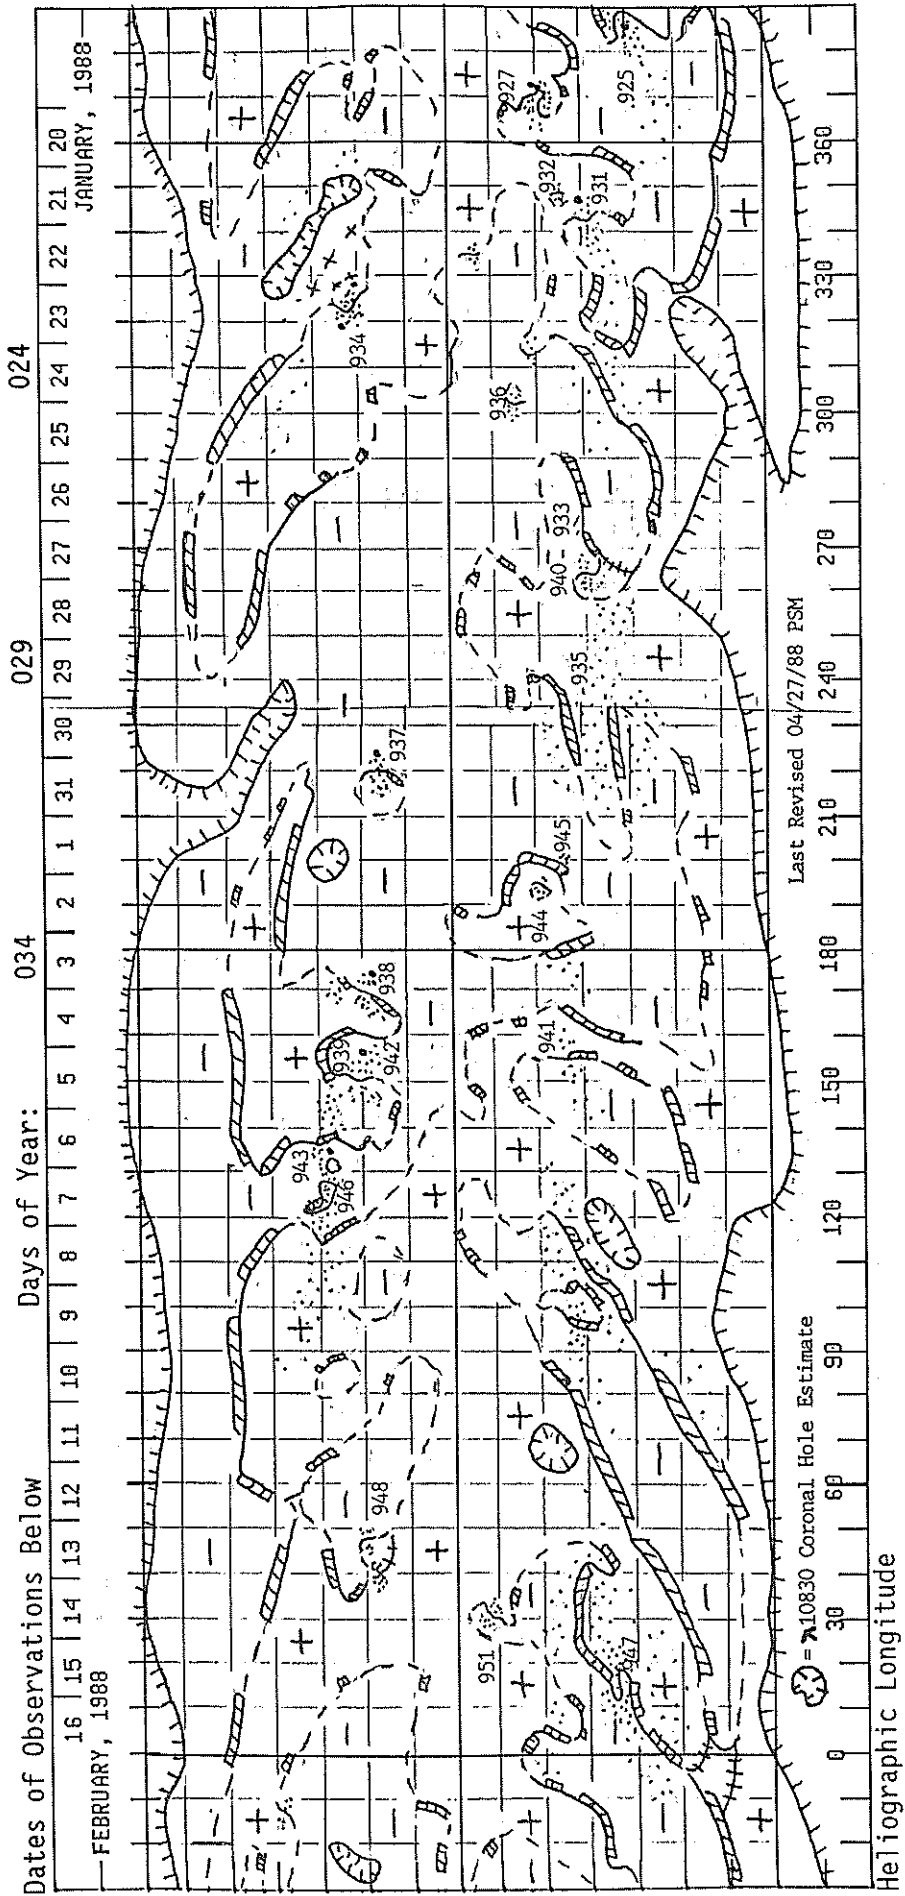 Dates of Observations Below
Days of Year:
034
029
024
16 | 15 | 14 | 13 | 12 | 11 | 10 | 9 | 8 | 7 | 6 | 5 | 4 | 3 | 2 | 1 | 31 | 30 | 29 | 28 | 27 | 26 | 25 | 24 | 23 | 22 | 21 | 20 |
FEBRUARY, 1988
JANUARY, 1988
948
946
943
942
939
938
937
934
951
947
941
944
945
935
940
933
936
932
931
927
925
λ10830 Coronal Hole Estimate
Last Revised 04/27/88 PSM
0 30 60 90 120 150 180 210 240 270 300 330 360
Heliographic Longitude